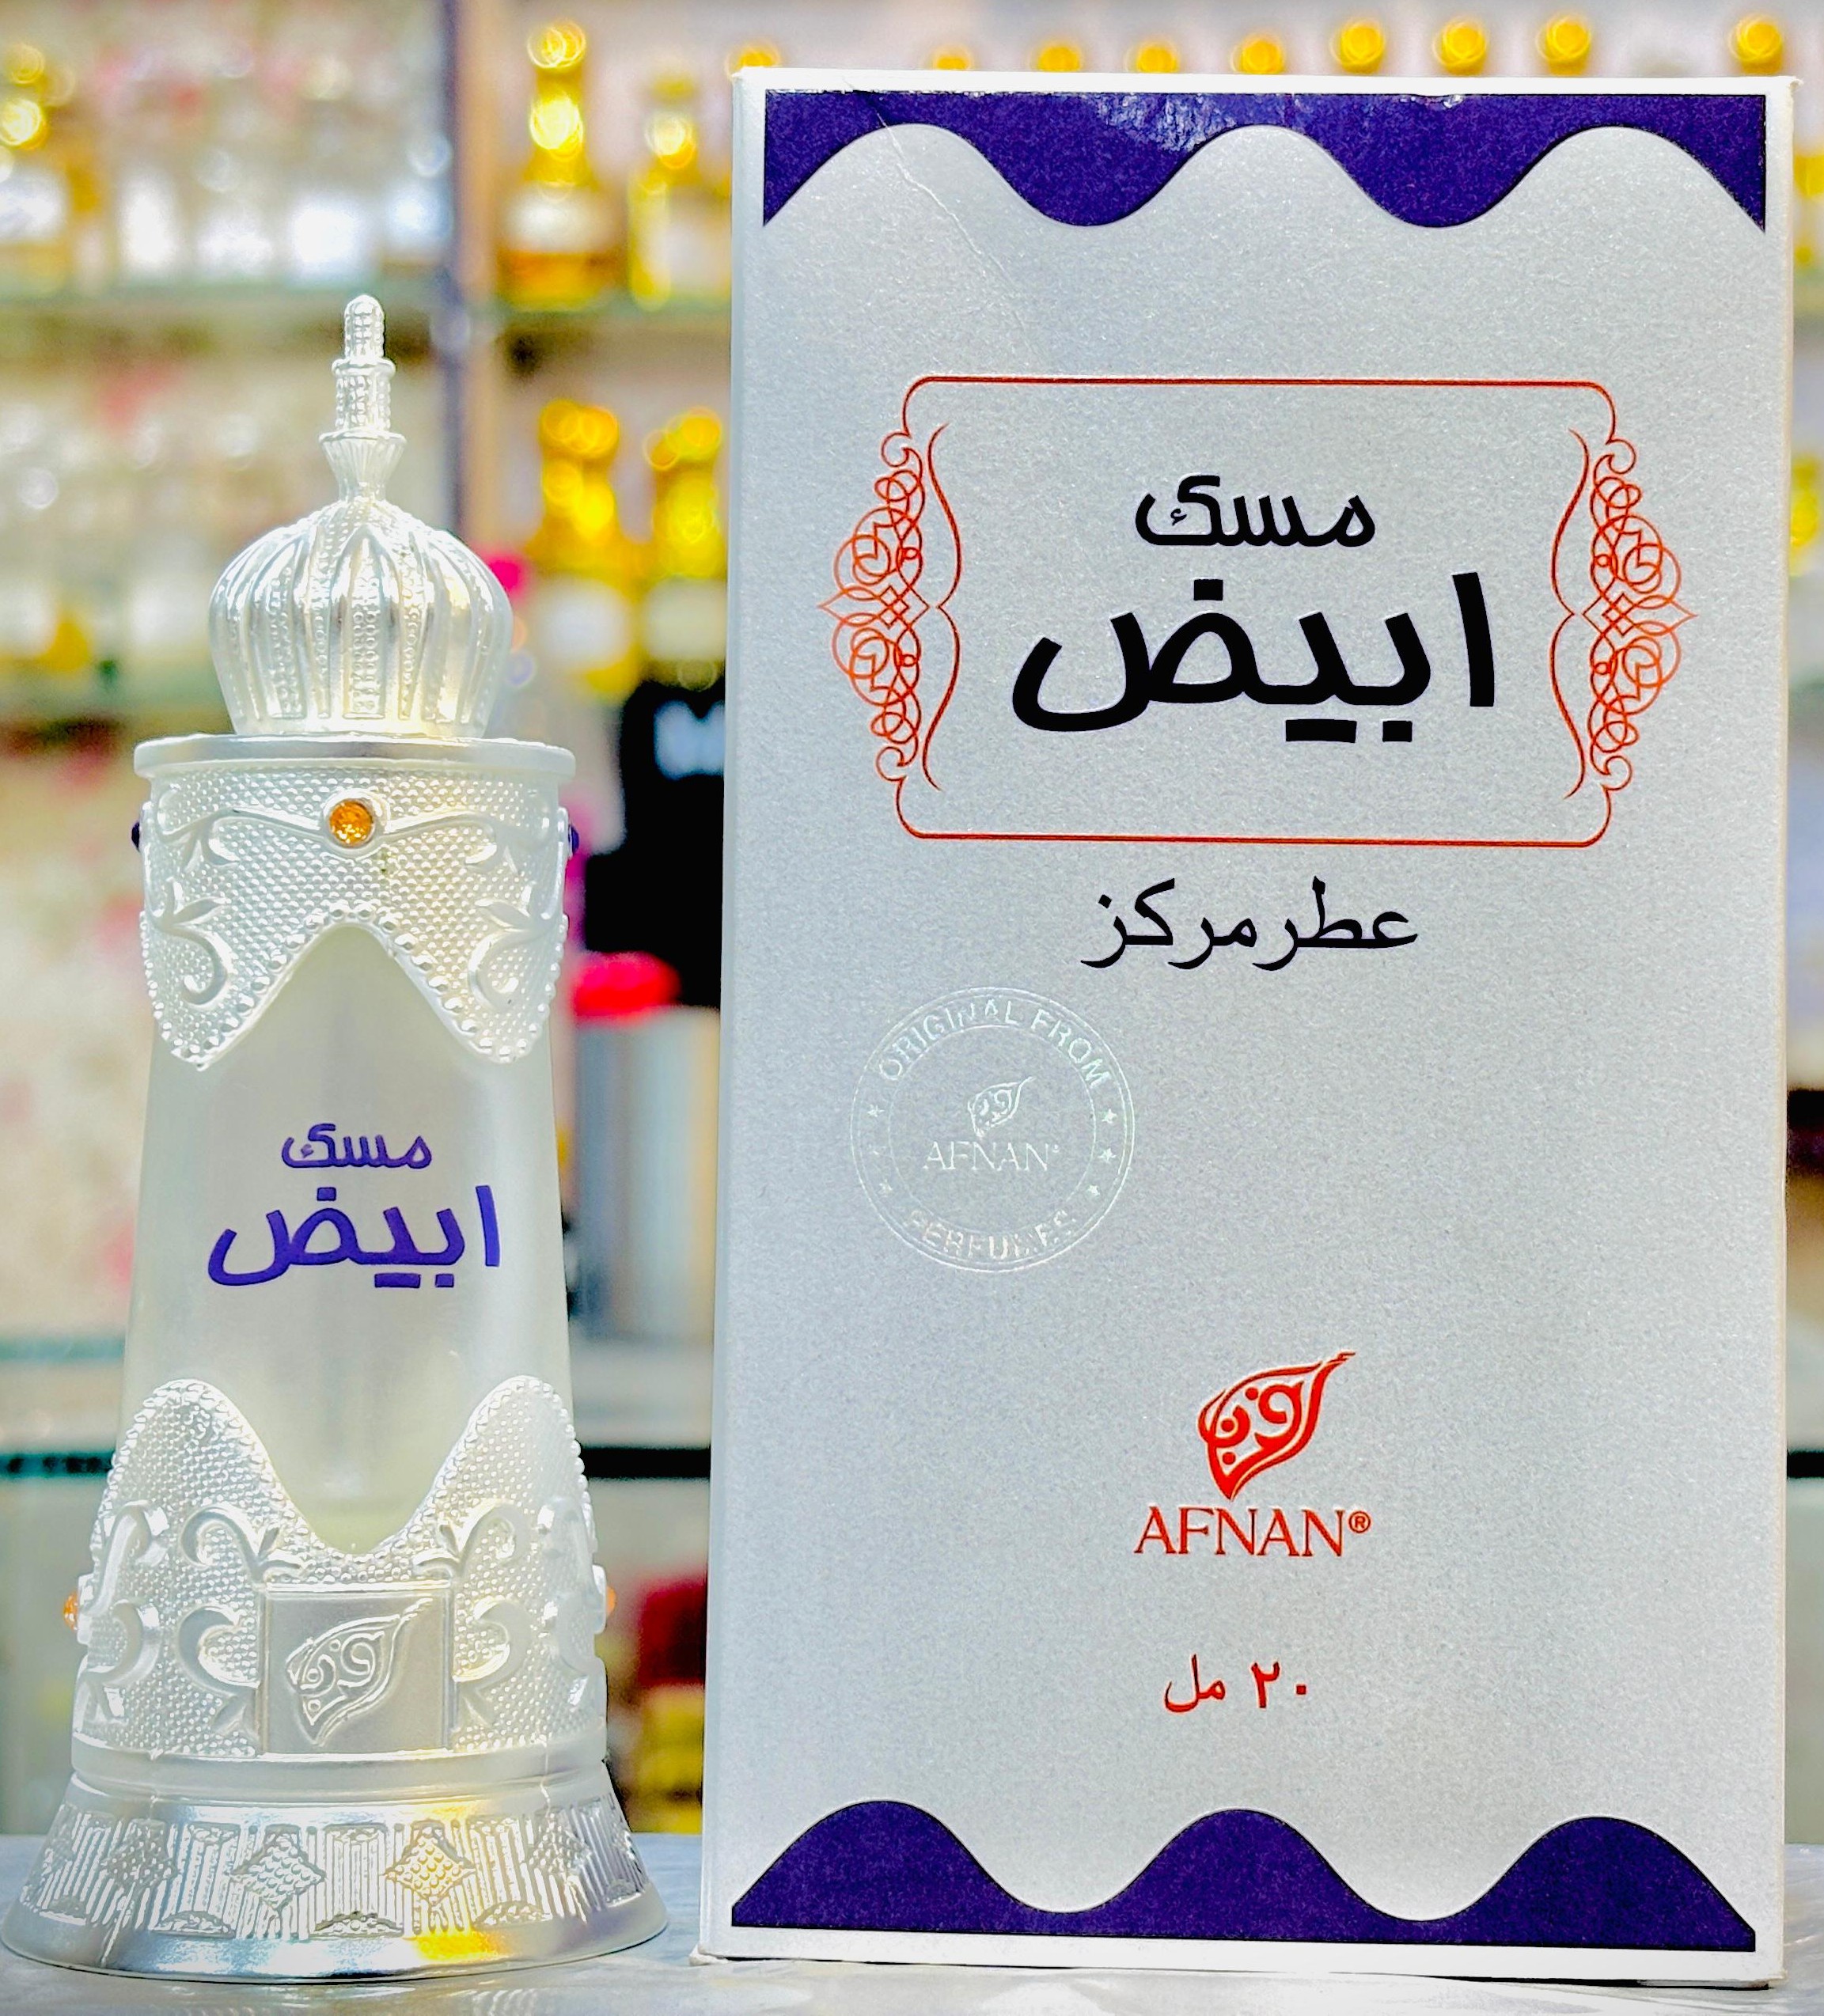 مسك
ابيض
مسك
ابيض
عطر مركز
ORIGINAL FROM
AFNAN
PERFUMES
AFNAN®
٢٠ مل